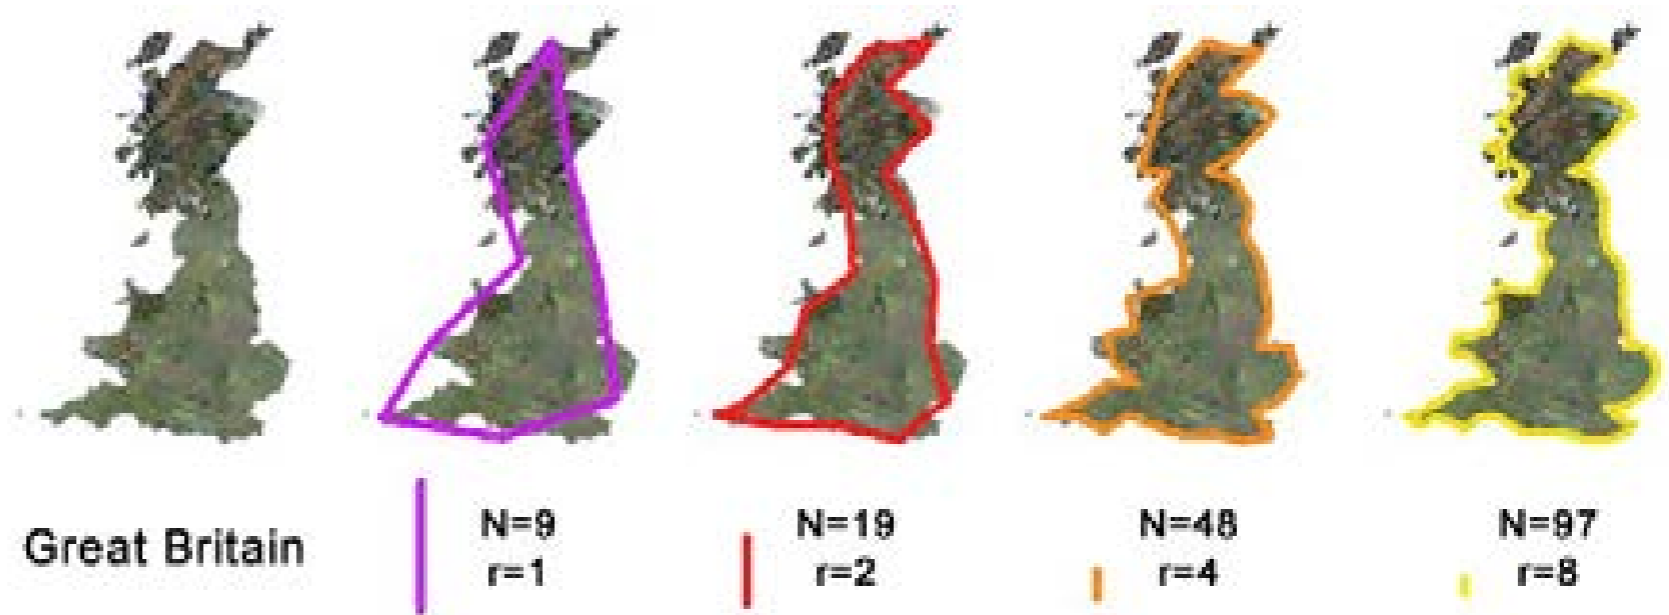 Great Britain
N=9
r=1
N=19
r=2
N=48
r=4
N=97
r=8